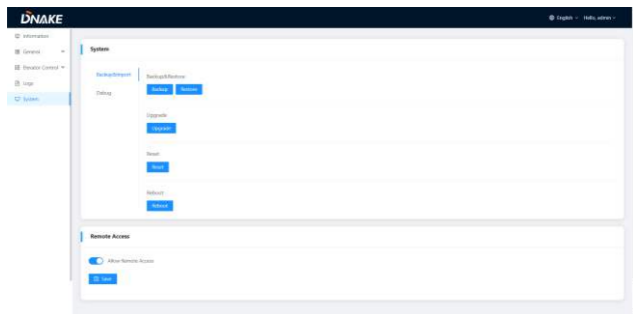 DNAKE
English
Hello, admin
Information
General
Elevator Control
Logs
System
System
Backup&Import
Debug
Backup&Restore
Backup
Restore
Upgrade
Upgrade
Reset
Reset
Reboot
Reboot
Remote Access
Allow Remote Access
Save